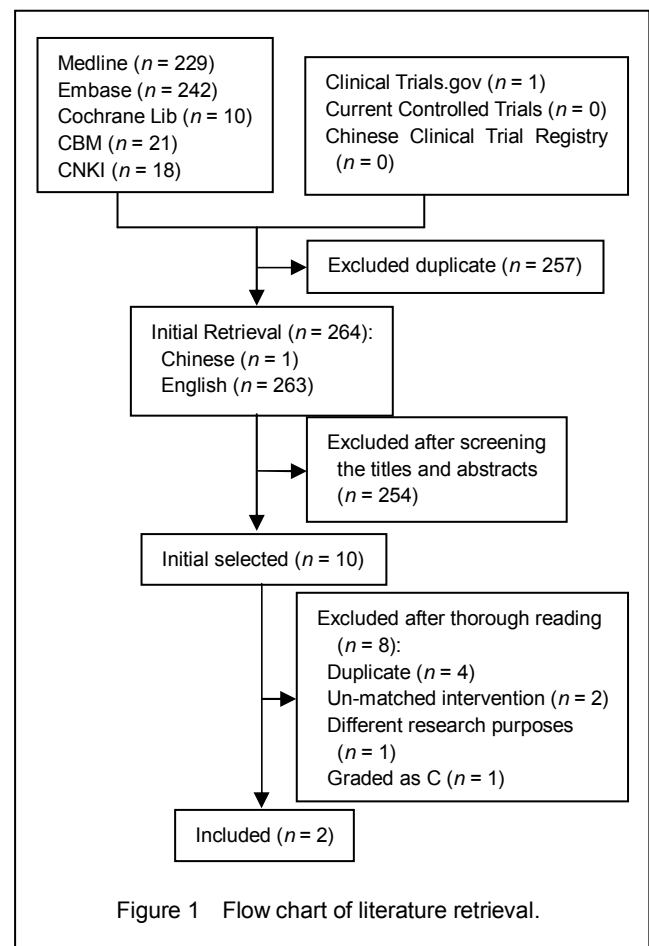 Medline (n = 229)
Embase (n = 242)
Cochrane Lib (n = 10)
CBM (n = 21)
CNKI (n = 18)
Clinical Trials.gov (n = 1)
Current Controlled Trials (n = 0)
Chinese Clinical Trial Registry
(n = 0)
Excluded duplicate (n = 257)
Initial Retrieval (n = 264):
Chinese (n = 1)
English (n = 263)
Excluded after screening
the titles and abstracts
(n = 254)
Initial selected (n = 10)
Excluded after thorough reading
(n = 8):
Duplicate (n = 4)
Un-matched intervention (n = 2)
Different research purposes
(n = 1)
Graded as C (n = 1)
Included (n = 2)
Figure 1 Flow chart of literature retrieval.